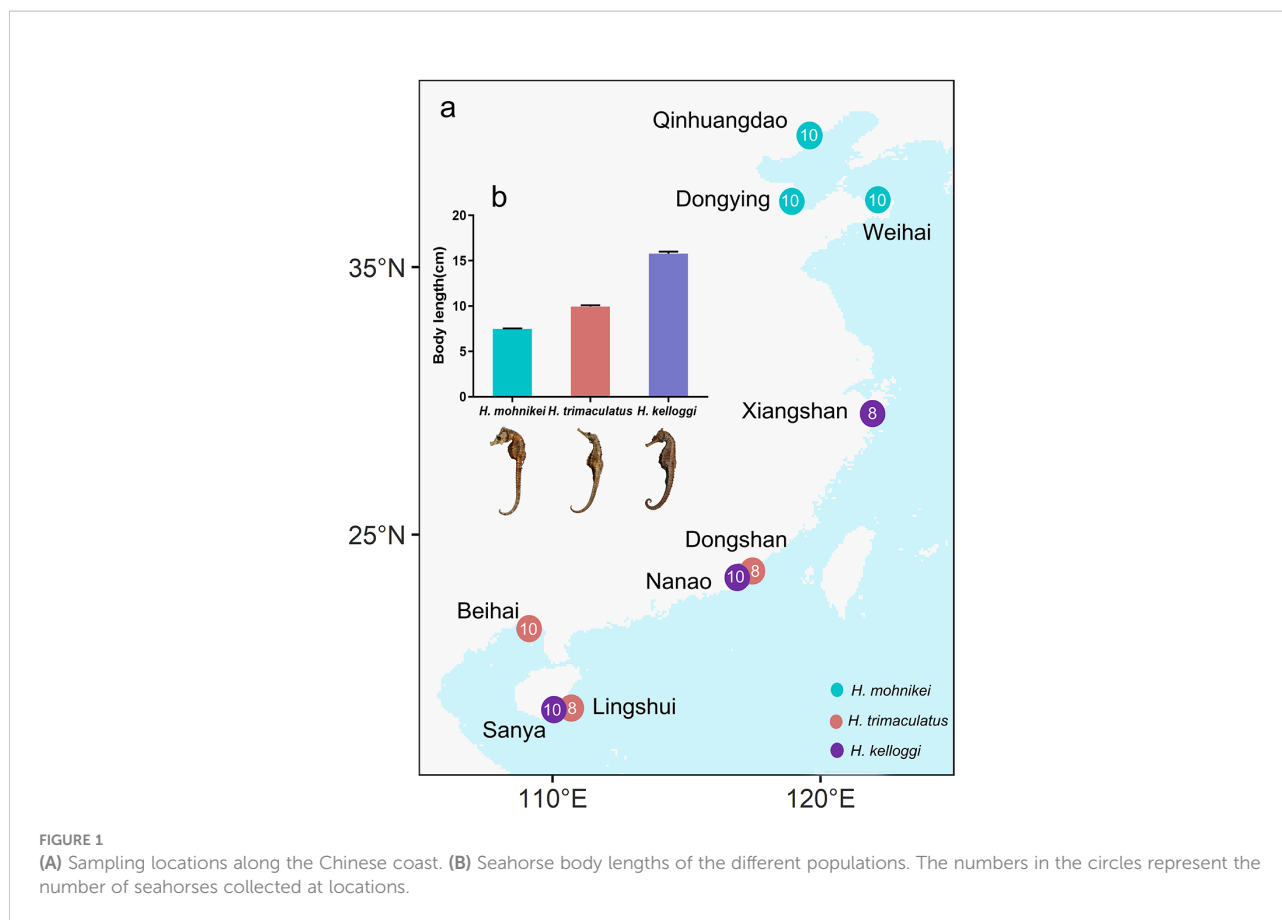 a
Qinhuangdao
10
b
Dongying
10
10
Weihai
20
15
10
5
0
Body length(cm)
H. mohnikei H. trimaculatus H. kelloggi
35°N
25°N
Xiangshan
8
Dongshan
Nanao
10
8
Beihai
10
10
8
Lingshui
Sanya
H. mohnikei
H. trimaculatus
H. kelloggi
110°E
120°E
FIGURE 1
(A) Sampling locations along the Chinese coast. (B) Seahorse body lengths of the different populations. The numbers in the circles represent the
number of seahorses collected at locations.